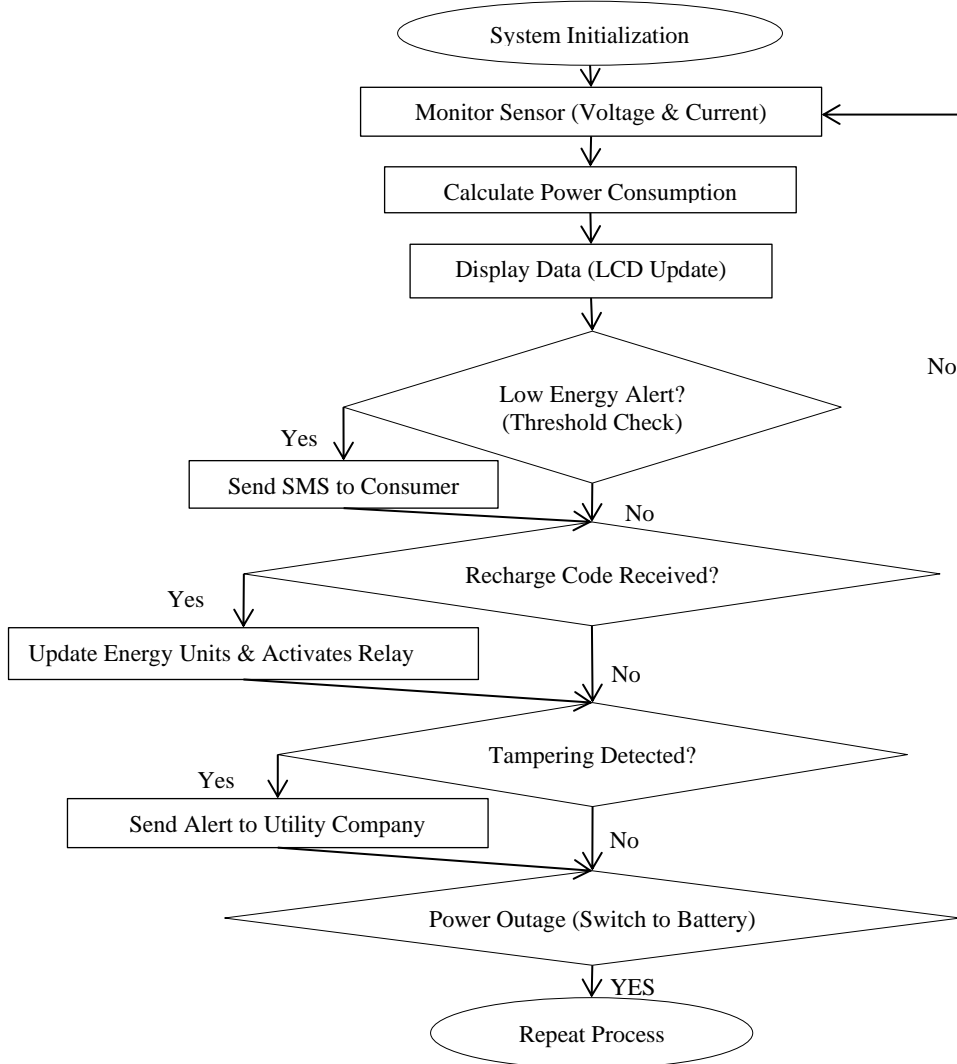 System Initialization
Monitor Sensor (Voltage & Current)
Calculate Power Consumption
Display Data (LCD Update)
No
Low Energy Alert?
(Threshold Check)
Yes
Send SMS to Consumer
No
Recharge Code Received?
Yes
Update Energy Units & Activates Relay
No
Tampering Detected?
Yes
Send Alert to Utility Company
No
Power Outage (Switch to Battery)
YES
Repeat Process